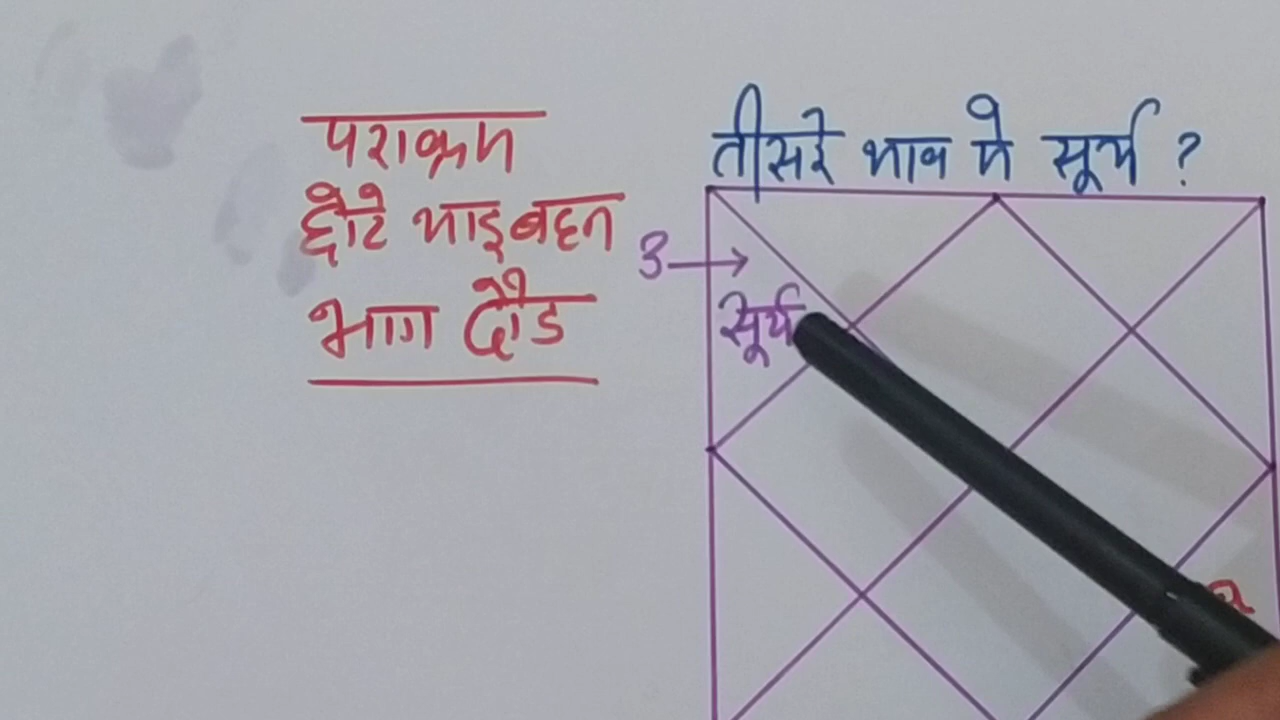 पराक्रम
छोटे भाइ बहन
भाग दौड
तीसरे भाव मे सूर्य ?
3
सूर्य